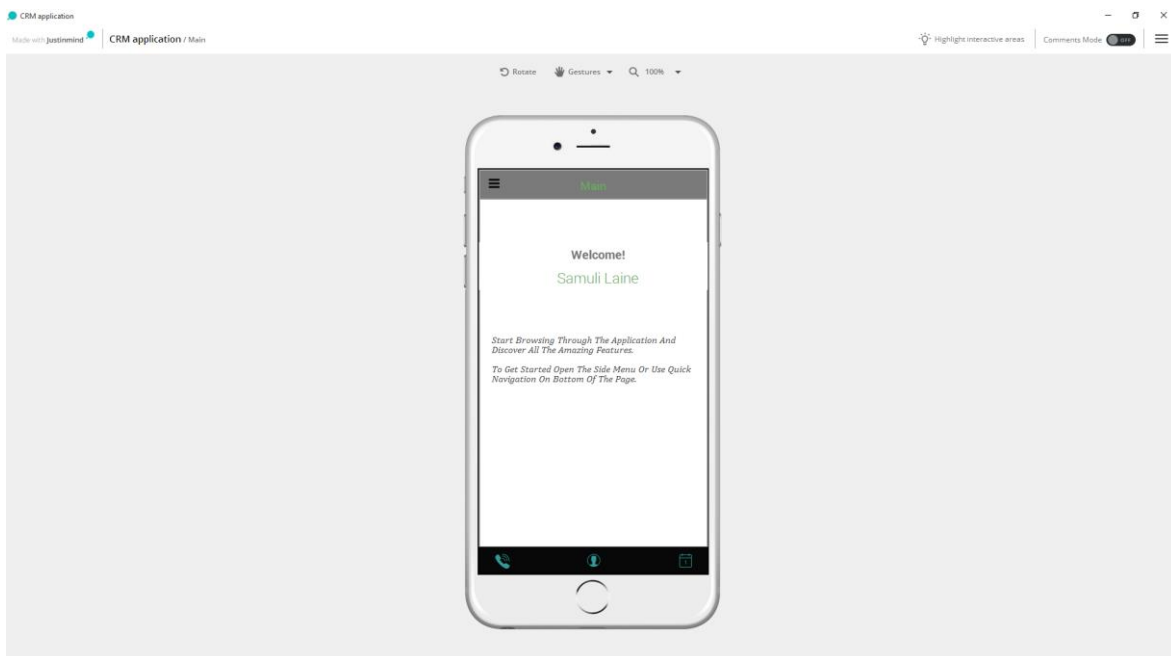 CRM application
Made with Justinmind
CRM application / Main
Highlight interactive areas
Comments Mode OFF
Rotate
Gestures
100%
Main
Welcome!
Samuli Laine
Start Browsing Through The Application And
Discover All The Amazing Features.
To Get Started Open The Side Menu Or Use Quick
Navigation On Bottom Of The Page.
1